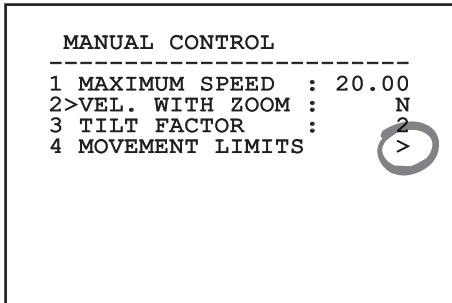 MANUAL CONTROL
-------------------------
1 MAXIMUM SPEED : 20.00
2>VEL. WITH ZOOM : N
3 TILT FACTOR : 2
4 MOVEMENT LIMITS >